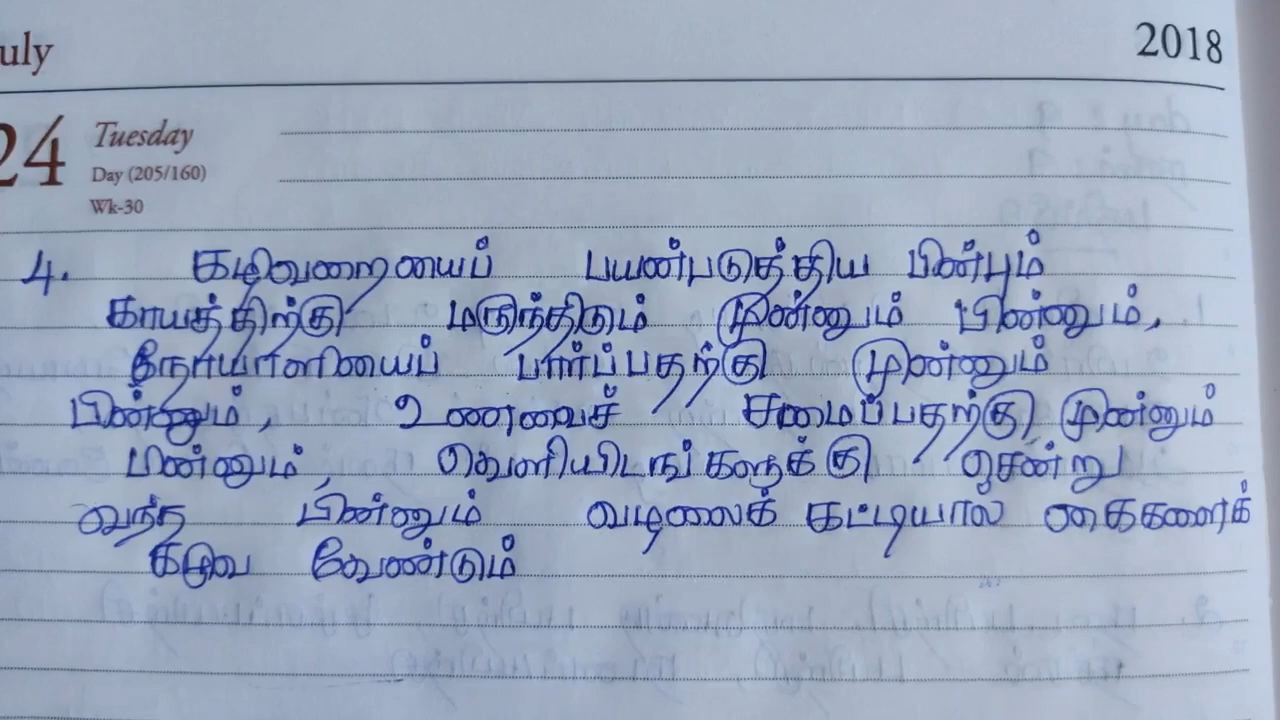 uly 2018
24 Tuesday
Day (205/160)
Wk-30
4. கழிவறையைப் பயண்படுத்திய பின்பும்
காயத்திற்கு மருந்திடும் முன்னும் பின்னும்,
நோயாளியைப் பார்ப்பதற்கு முன்னும்
பின்னும், உணவைச் சமைப்பதற்கு முன்னும்
பின்னும், வெளியிடங்களுக்கு சென்று
வந்த பின்னும் வழலைக் கட்டியால் கைகளைக்
கழுவ வேண்டும்